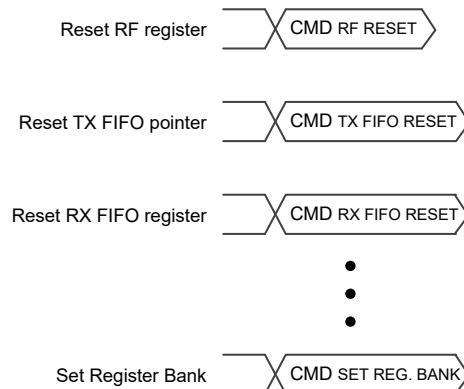 Reset RF register CMD RF RESET
Reset TX FIFO pointer CMD TX FIFO RESET
Reset RX FIFO register CMD RX FIFO RESET
Set Register Bank CMD SET REG. BANK